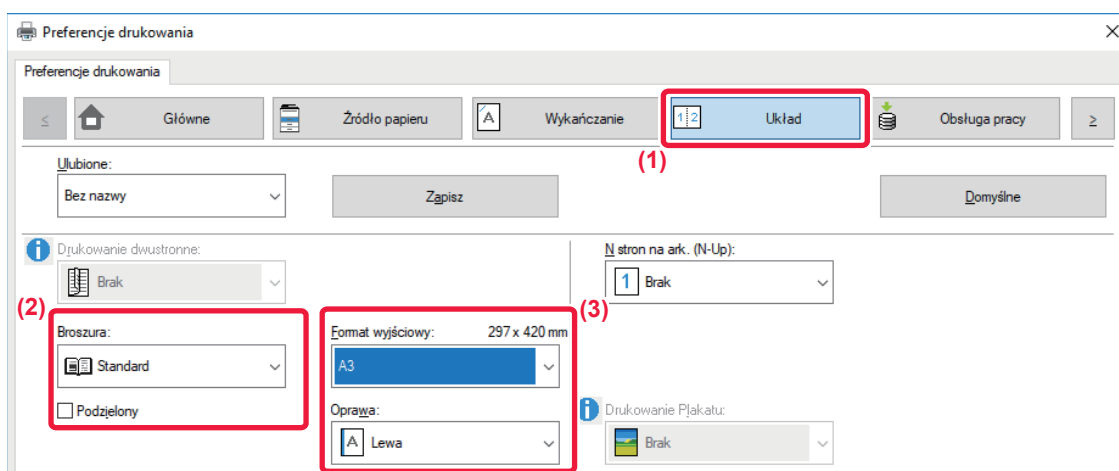 Preferencje drukowania
Preferencje drukowania
< Główne Źródło papieru Wykańczanie 1 2 Układ Obsługa pracy >
(1)
Ulubione:
Bez nazwy Zapisz Domyślne
Drukowanie dwustronne: N stron na ark. (N-Up):
Brak 1 Brak
(2) (3)
Broszura: Format wyjściowy: 297 x 420 mm
Standard A3
Podzielony Oprawa: Drukowanie Plakatu:
A Lewa Brak